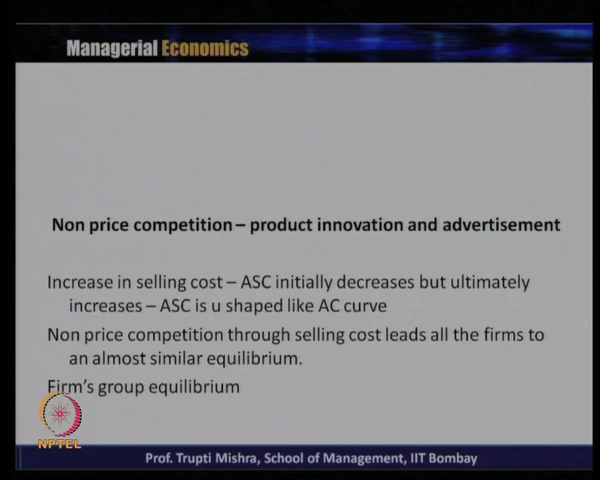 Managerial Economics
Non price competition – product innovation and advertisement
Increase in selling cost – ASC initially decreases but ultimately
increases – ASC is u shaped like AC curve
Non price competition through selling cost leads all the firms to
an almost similar equilibrium.
Firm's group equilibrium
NPTEL
Prof. Trupti Mishra, School of Management, IIT Bombay